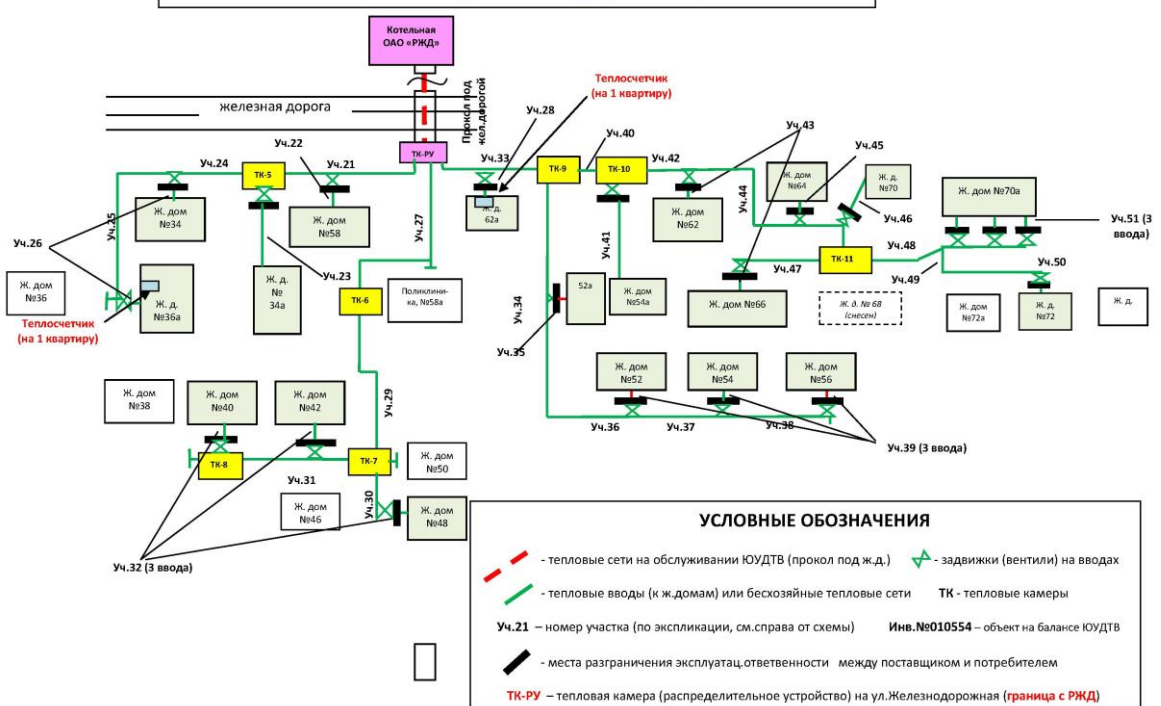 Котельная
ОАО «РЖД»
Теплосчетчик
(на 1 квартиру)
железная дорога
Прокол под
жел.дорогой
Уч.28
Уч.22
ТК-РУ
Уч.40
Уч.43
Уч.24
ТК-5
Уч.21
Уч.33
ТК-9
ТК-10
Уч.42
Уч.45
Ж. дом
№34
Ж. дом
№58
Уч.27
Ж. д.
62а
Ж. дом
№62
Уч.44
Ж. дом
№64
Ж. д.
№70
Уч.46
Ж. дом №70а
Уч.51 (3
ввода)
Уч.25
Уч.26
Уч.23
Уч.41
Уч.47
ТК-11
Уч.48
Уч.49
Уч.50
Ж. дом
№36
Ж. д.
№36а
Ж. д.
№
34а
ТК-6
Поликлини-
ка, №58а
Уч.34
52а
Ж. дом
№54а
Ж. дом №66
Ж. д. № 68
(снесен)
Ж. дом
№72а
Ж. д.
№72
Ж. д.
Теплосчетчик
(на 1 квартиру)
Уч.35
Ж. дом
№38
Ж. дом
№40
Ж. дом
№42
Уч.29
Ж. дом
№52
Ж. дом
№54
Ж. дом
№56
Уч.36
Уч.37
Уч.38
Уч.39 (3 ввода)
ТК-8
ТК-7
Ж. дом
№50
Уч.31
Ж. дом
№46
Уч.30
Ж. дом
№48
Уч.32 (3 ввода)
УСЛОВНЫЕ ОБОЗНАЧЕНИЯ
- тепловые сети на обслуживании ЮУДТВ (прокол под ж.д.)
- задвижки (вентили) на вводах
- тепловые вводы (к ж.домам) или бесхозяйные тепловые сети
ТК - тепловые камеры
Уч.21 – номер участка (по экспликации, см.справа от схемы)
Инв.№010554 – объект на балансе ЮУДТВ
- места разграничения эксплуатац.ответвенности между поставщиком и потребителем
ТК-РУ – тепловая камера (распределительное устройство) на ул.Железнодорожная (граница с РЖД)